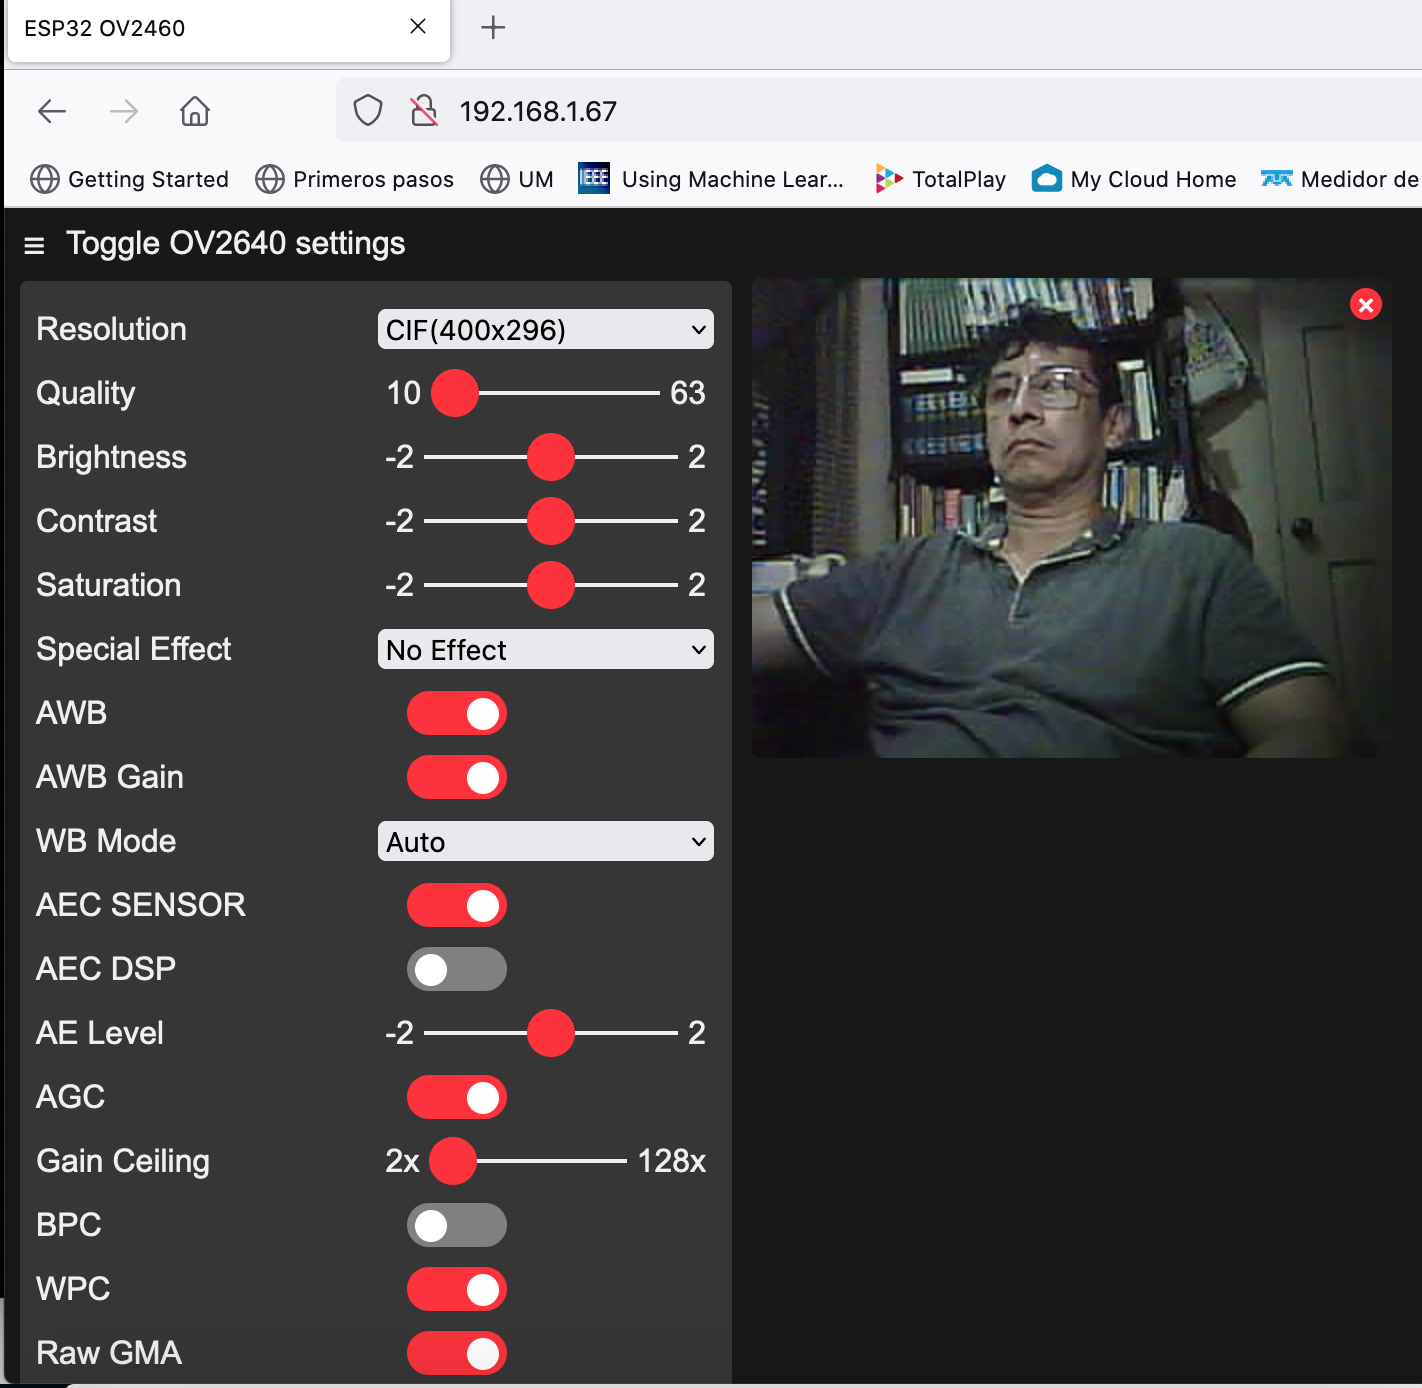 ESP32 OV2460
192.168.1.67
Getting Started Primeros pasos UM IEEE Using Machine Lear... TotalPlay My Cloud Home Medidor de
Toggle OV2640 settings
Resolution CIF(400x296)
Quality 10 63
Brightness -2 2
Contrast -2 2
Saturation -2 2
Special Effect No Effect
AWB
AWB Gain
WB Mode Auto
AEC SENSOR
AEC DSP
AE Level -2 2
AGC
Gain Ceiling 2x 128x
BPC
WPC
Raw GMA